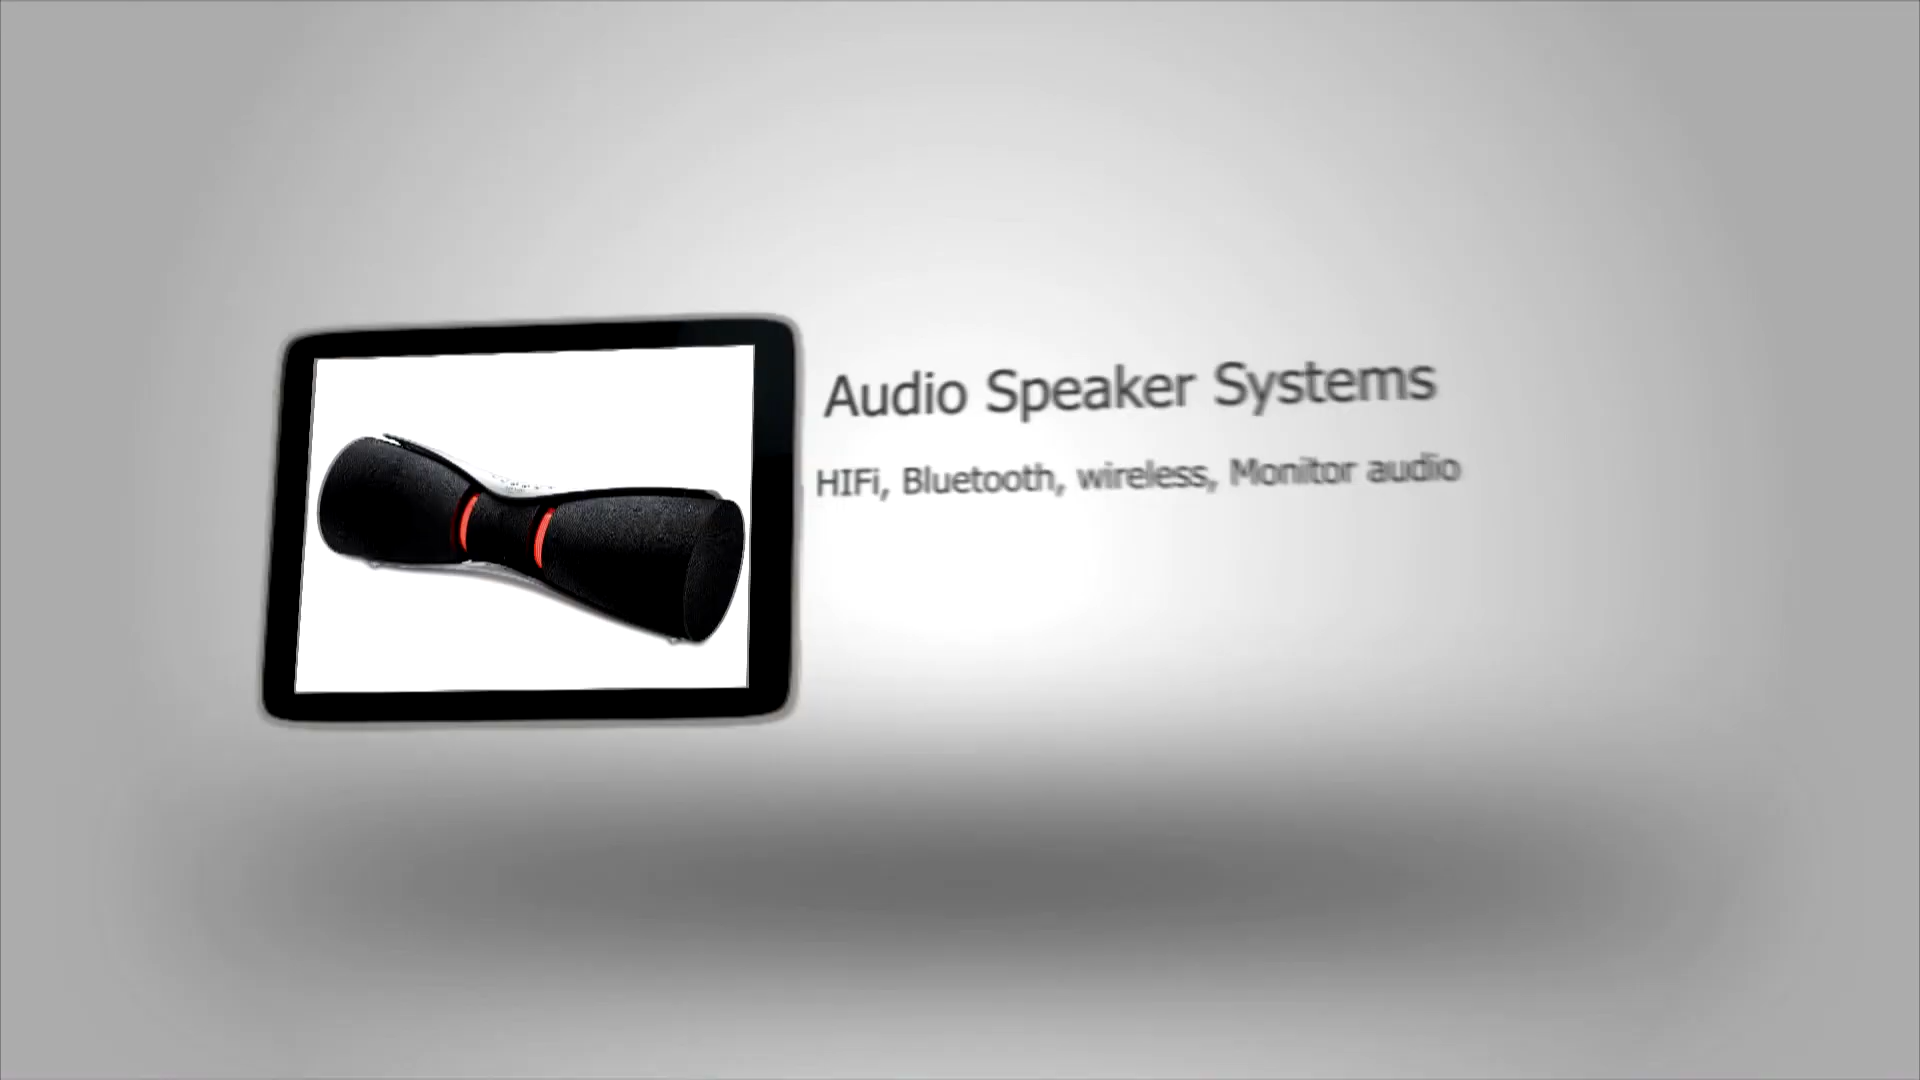 Audio Speaker Systems
HIFi, Bluetooth, wireless, Monitor audio